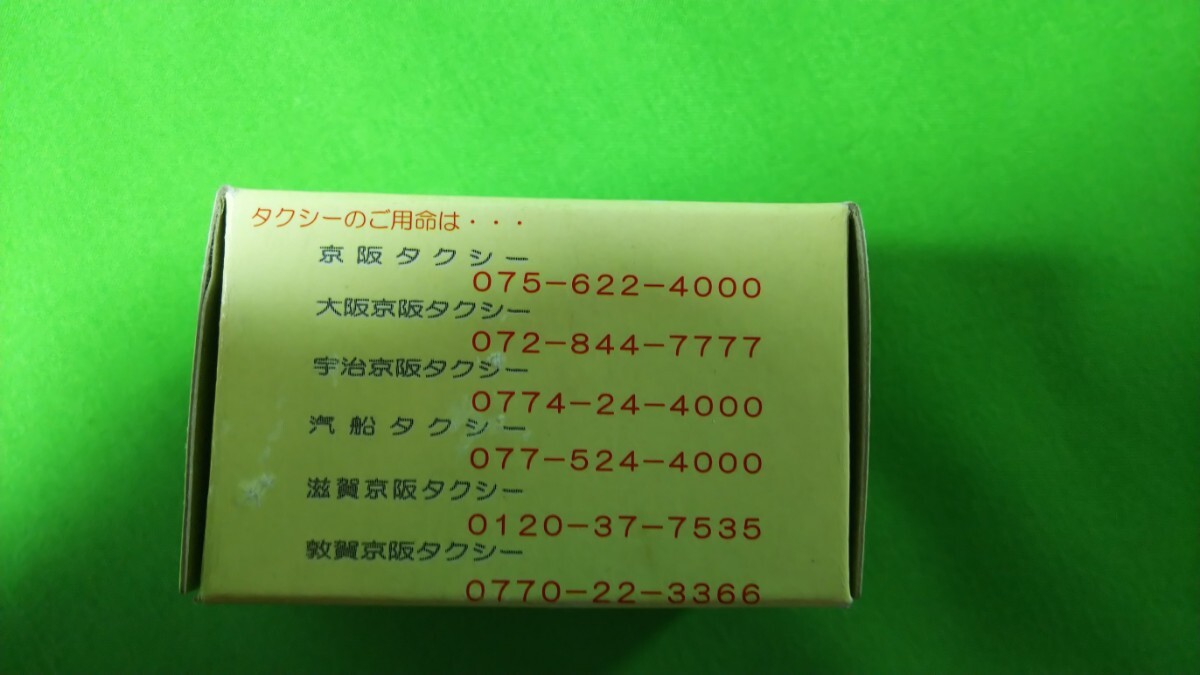 タクシーのご用命は・・・
京阪タクシー
075-622-4000
大阪京阪タクシー
072-844-7777
宇治京阪タクシー
0774-24-4000
汽船タクシー
077-524-4000
滋賀京阪タクシー
0120-37-7535
敦賀京阪タクシー
0770-22-3366